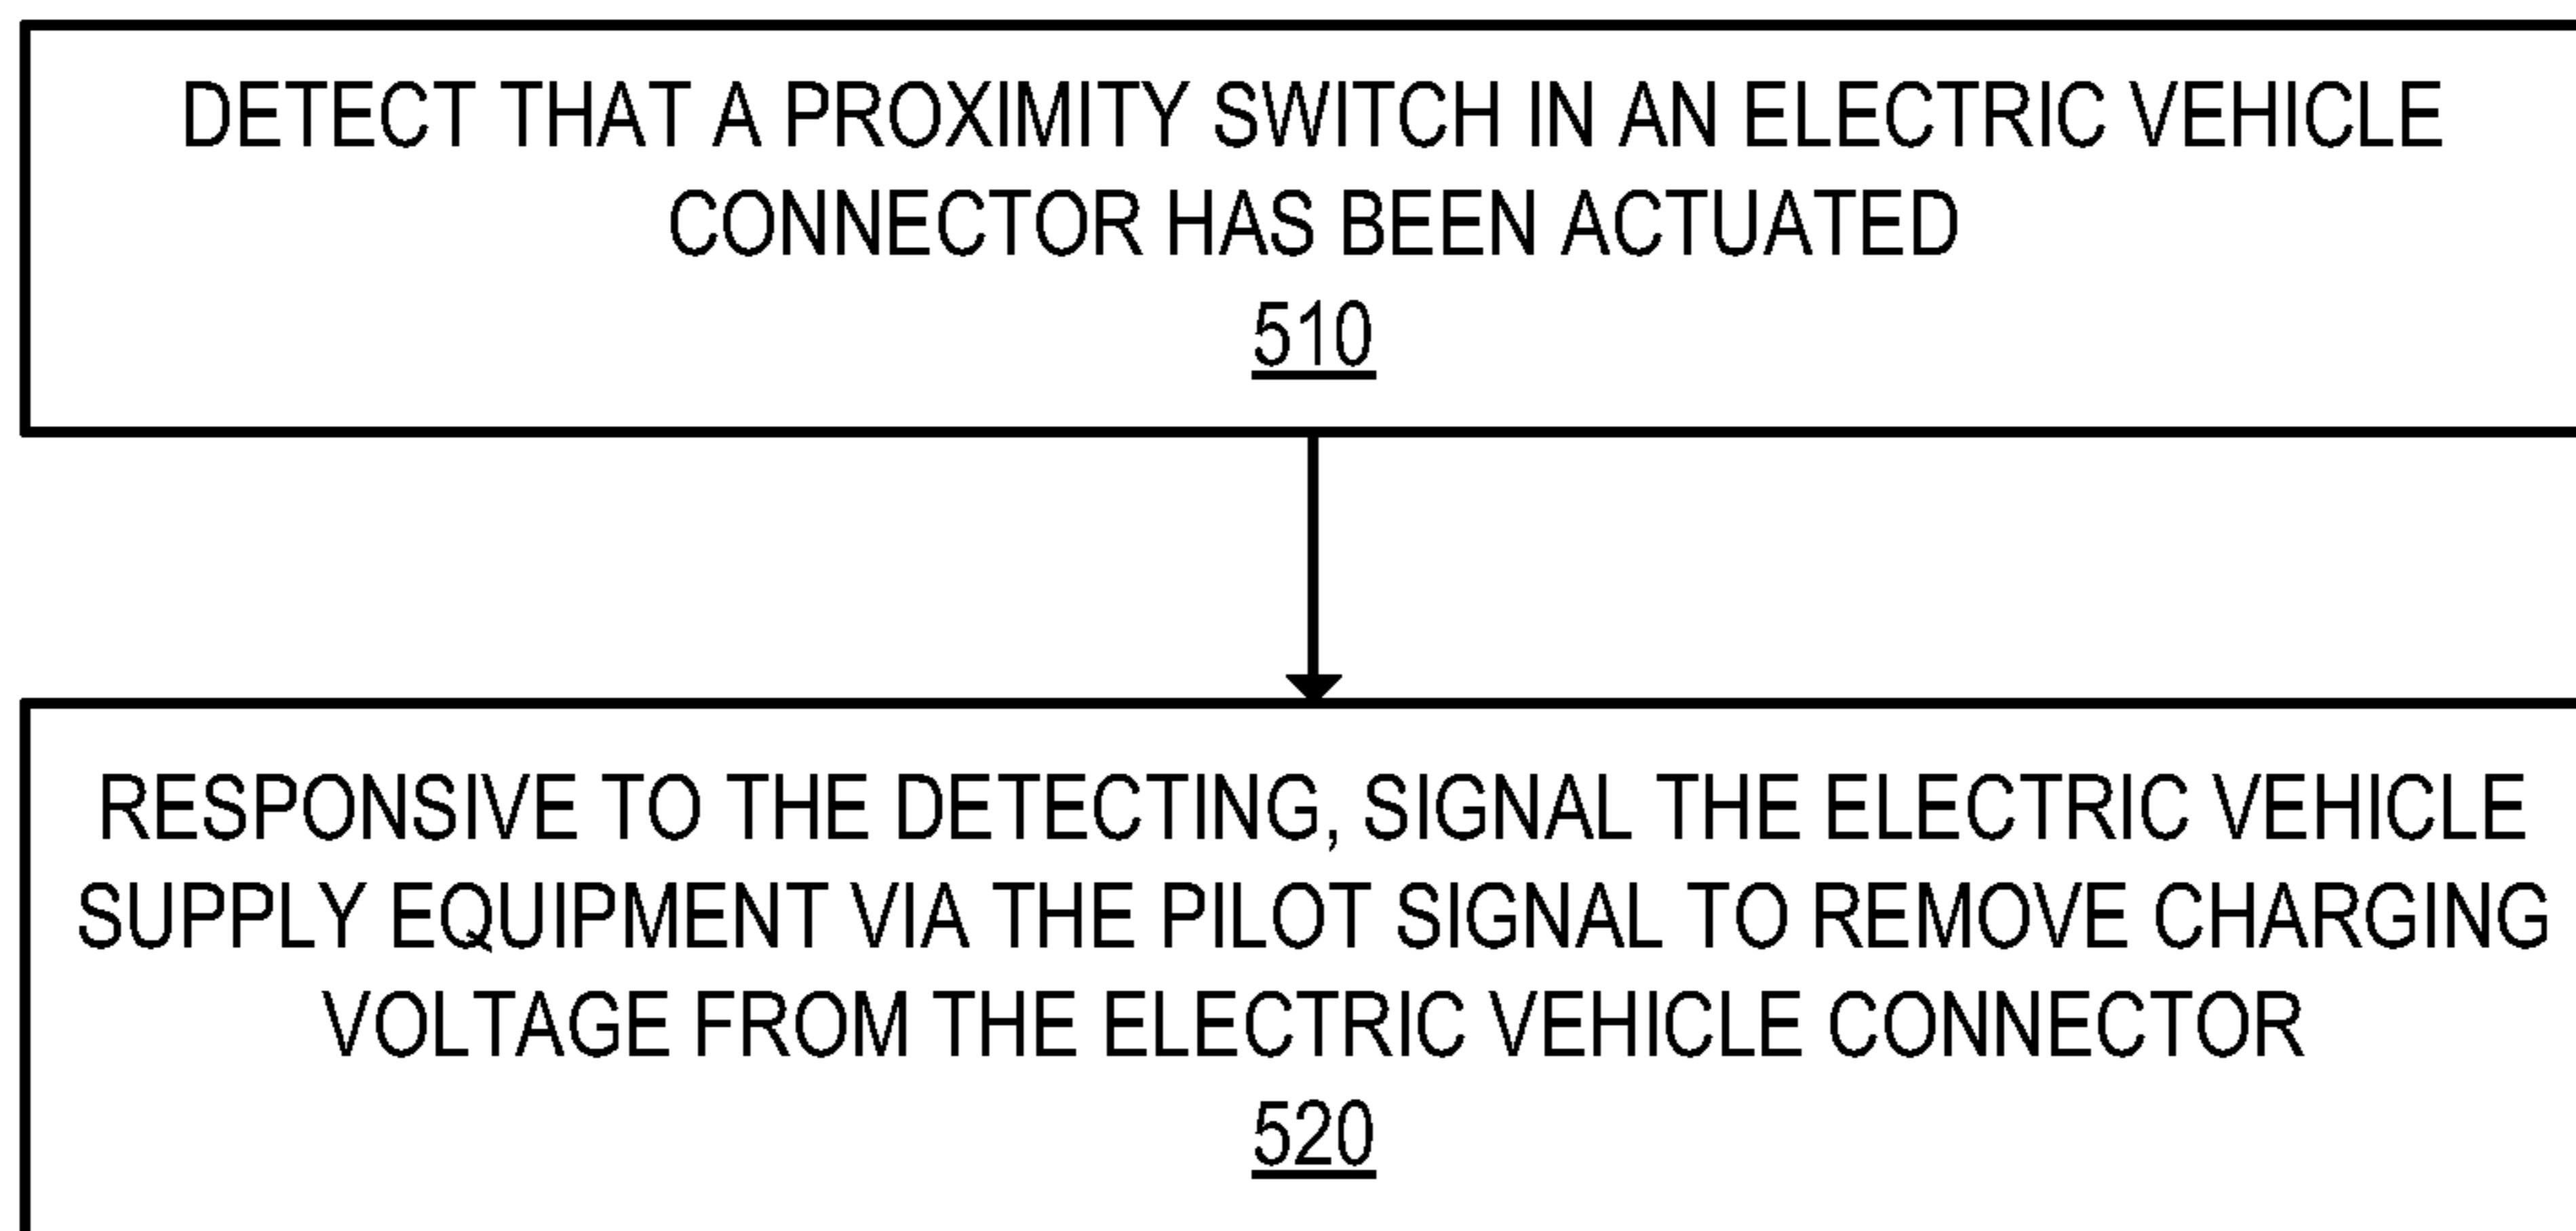 DETECT THAT A PROXIMITY SWITCH IN AN ELECTRIC VEHICLE
CONNECTOR HAS BEEN ACTUATED
510
RESPONSIVE TO THE DETECTING, SIGNAL THE ELECTRIC VEHICLE
SUPPLY EQUIPMENT VIA THE PILOT SIGNAL TO REMOVE CHARGING
VOLTAGE FROM THE ELECTRIC VEHICLE CONNECTOR
520